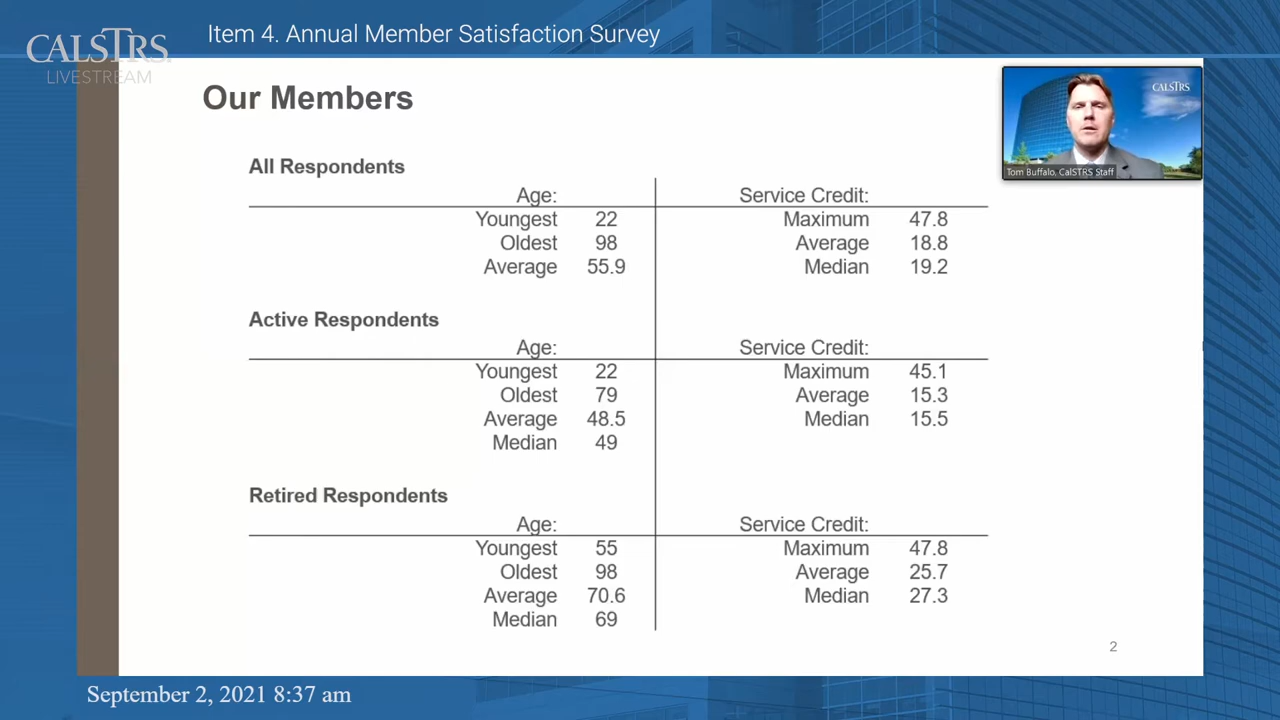 Item 4. Annual Member Satisfaction Survey
CALSTRS
LIVESTREAM
Our Members
CALSTRS
Tom Buffalo, CalSTRS Staff
All Respondents
Age: Service Credit:
Youngest 22 Maximum 47.8
Oldest 98 Average 18.8
Average 55.9 Median 19.2
Active Respondents
Age: Service Credit:
Youngest 22 Maximum 45.1
Oldest 79 Average 15.3
Average 48.5 Median 15.5
Median 49
Retired Respondents
Age: Service Credit:
Youngest 55 Maximum 47.8
Oldest 98 Average 25.7
Average 70.6 Median 27.3
Median 69
2
September 2, 2021 8:37 am